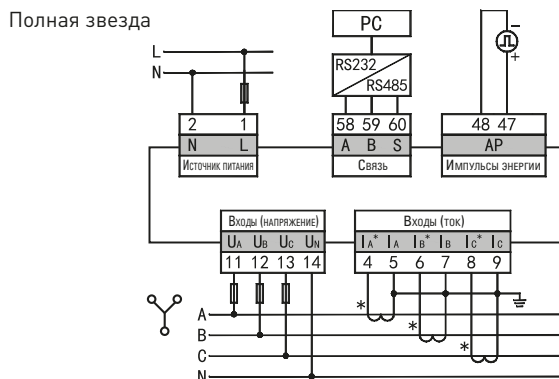 Полная звезда
PC
L
N
RS232
RS485
−
+
2 1
58 59 60
48 47
N L
A B S
AP
Источник питания
Связь
Импульсы энергии
Входы (напряжение)
Входы (ток)
UA UB UC UN
IA* IA IB* IB IC* IC
11 12 13 14
4 5 6 7 8 9
A
*
B
*
C
*
N